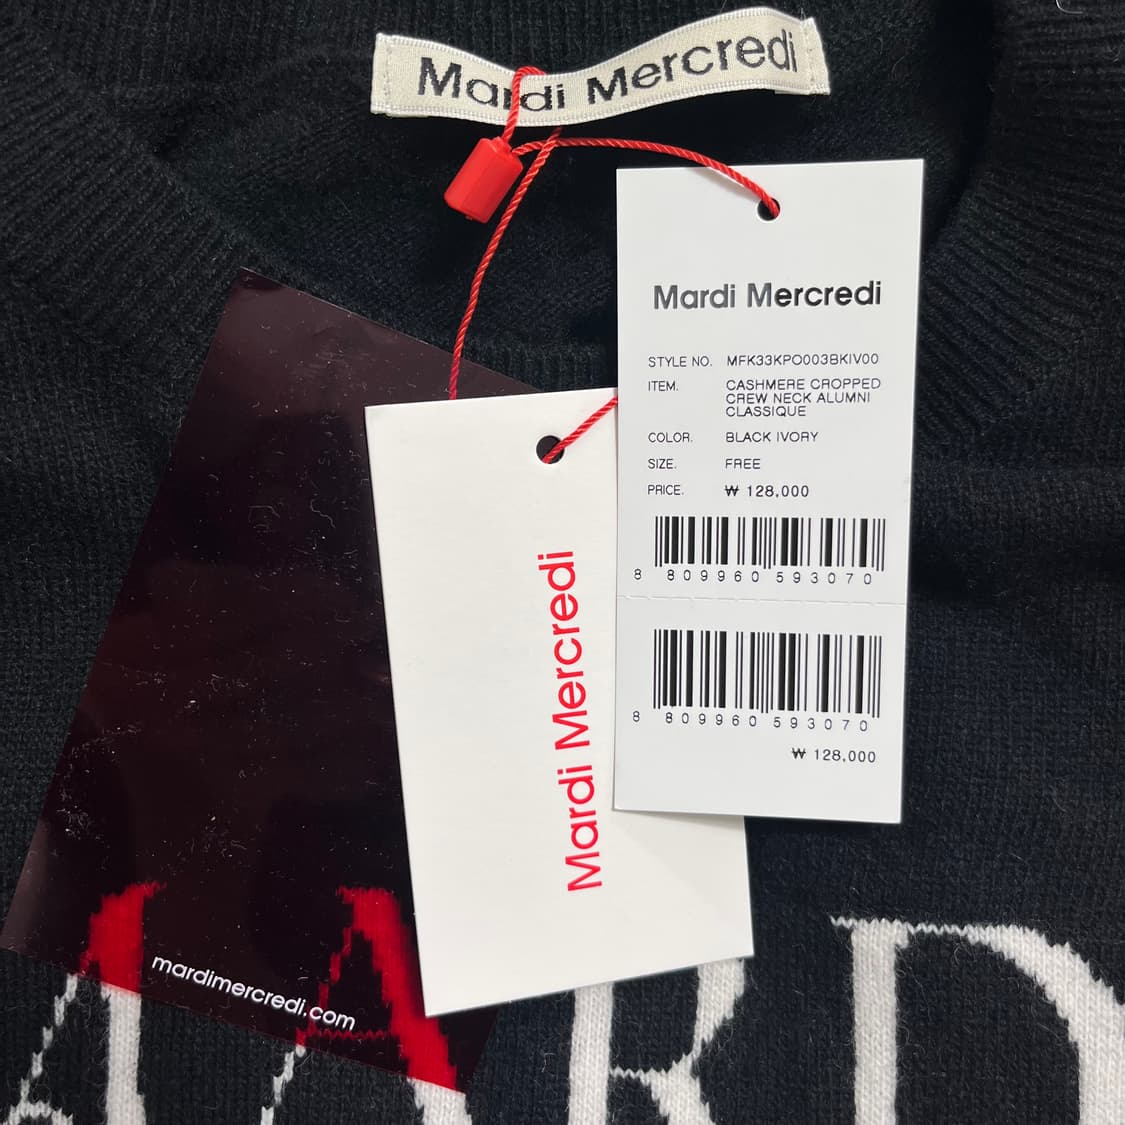 Mardi Mercredi
Mardi Mercredi
STYLE NO. MFK33KPO003BKIV00
ITEM. CASHMERE CROPPED
CREW NECK ALUMNI
CLASSIQUE
COLOR. BLACK IVORY
SIZE. FREE
PRICE. ₩ 128,000
8 809960 593070
8 809960 593070
₩ 128,000
Mardi Mercredi
mardimercredi.com
ARD